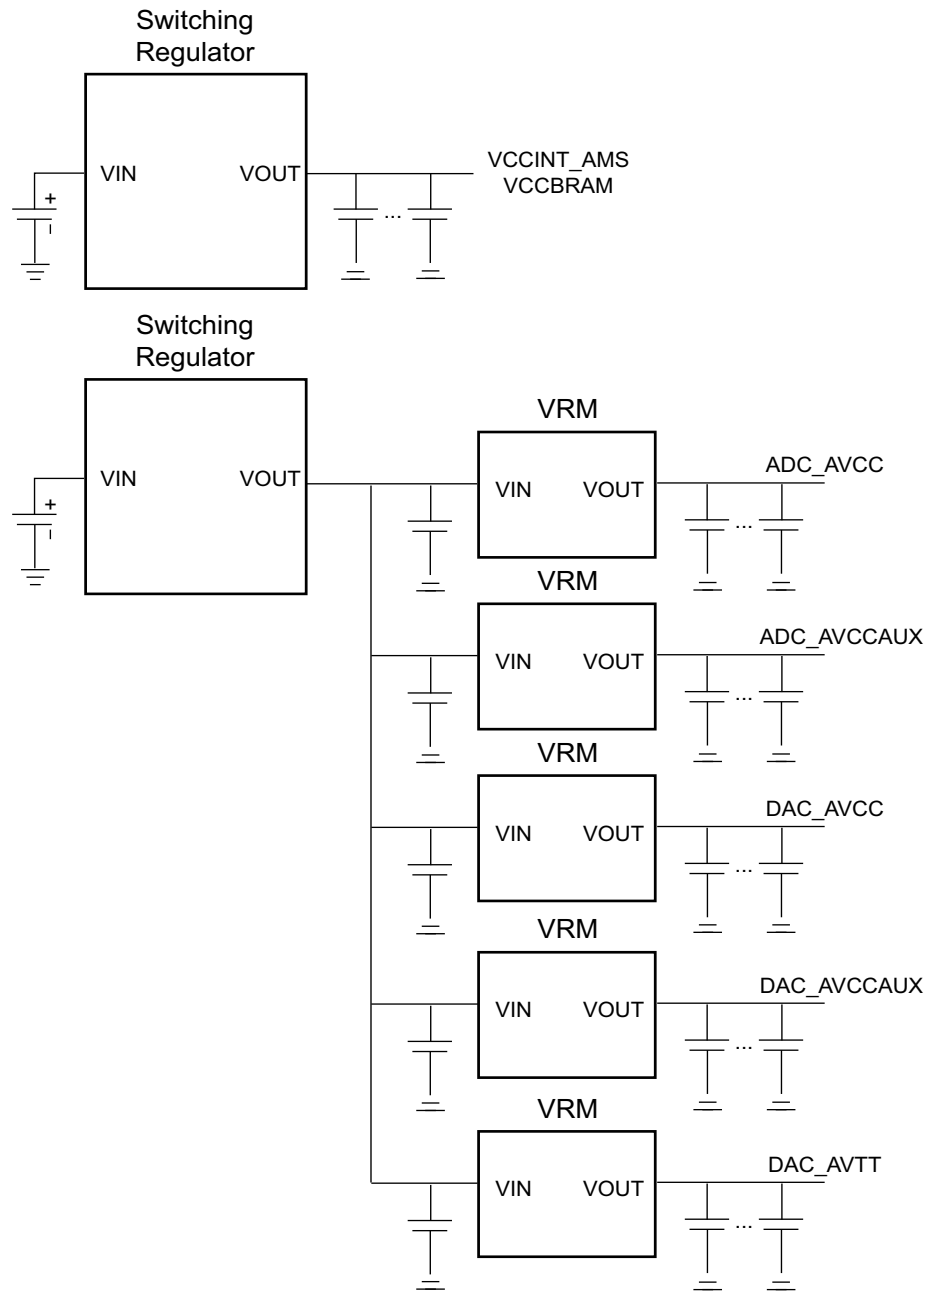 Switching
Regulator
VIN
VOUT
+
–
...
VCCINT_AMS
VCCBRAM
Switching
Regulator
VIN
VOUT
+
–
VRM
VIN
VOUT
ADC_AVCC
...
VRM
VIN
VOUT
ADC_AVCCAUX
...
VRM
VIN
VOUT
DAC_AVCC
...
VRM
VIN
VOUT
DAC_AVCCAUX
...
VRM
VIN
VOUT
DAC_AVTT
...